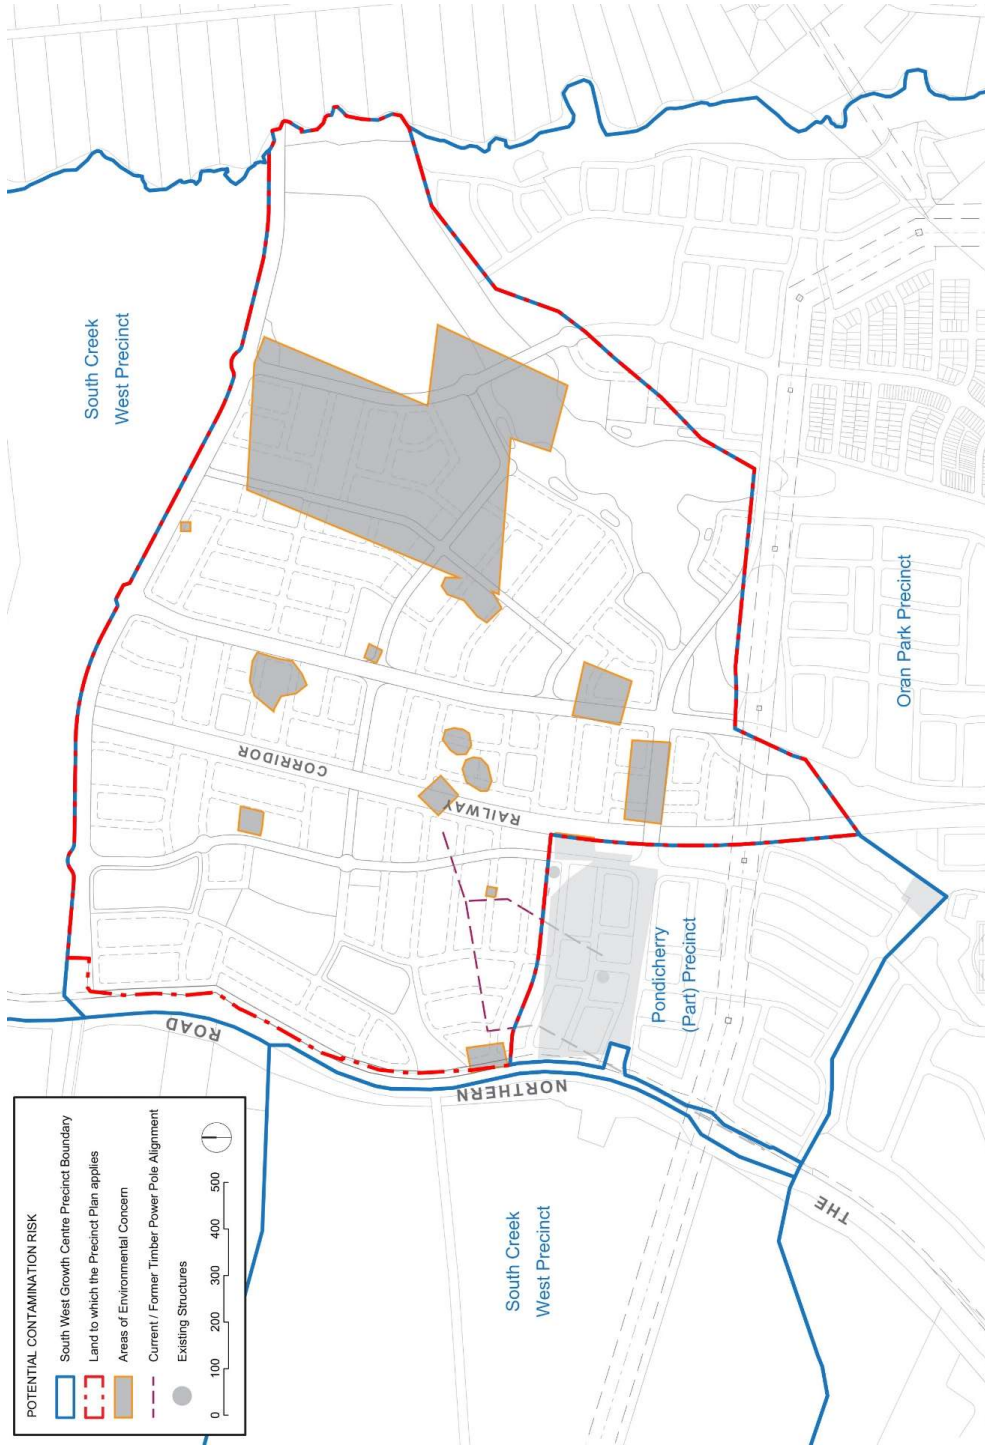 POTENTIAL CONTAMINATION RISK
South West Growth Centre Precinct Boundary
Land to which the Precinct Plan applies
Areas of Environmental Concern
Current / Former Timber Power Pole Alignment
Existing Structures
0 100 200 300 400 500
South Creek
West Precinct
CORRIDOR
RAILWAY
ROAD
NORTHERN
THE
Pondicherry
(Part) Precinct
Oran Park Precinct
South Creek
West Precinct